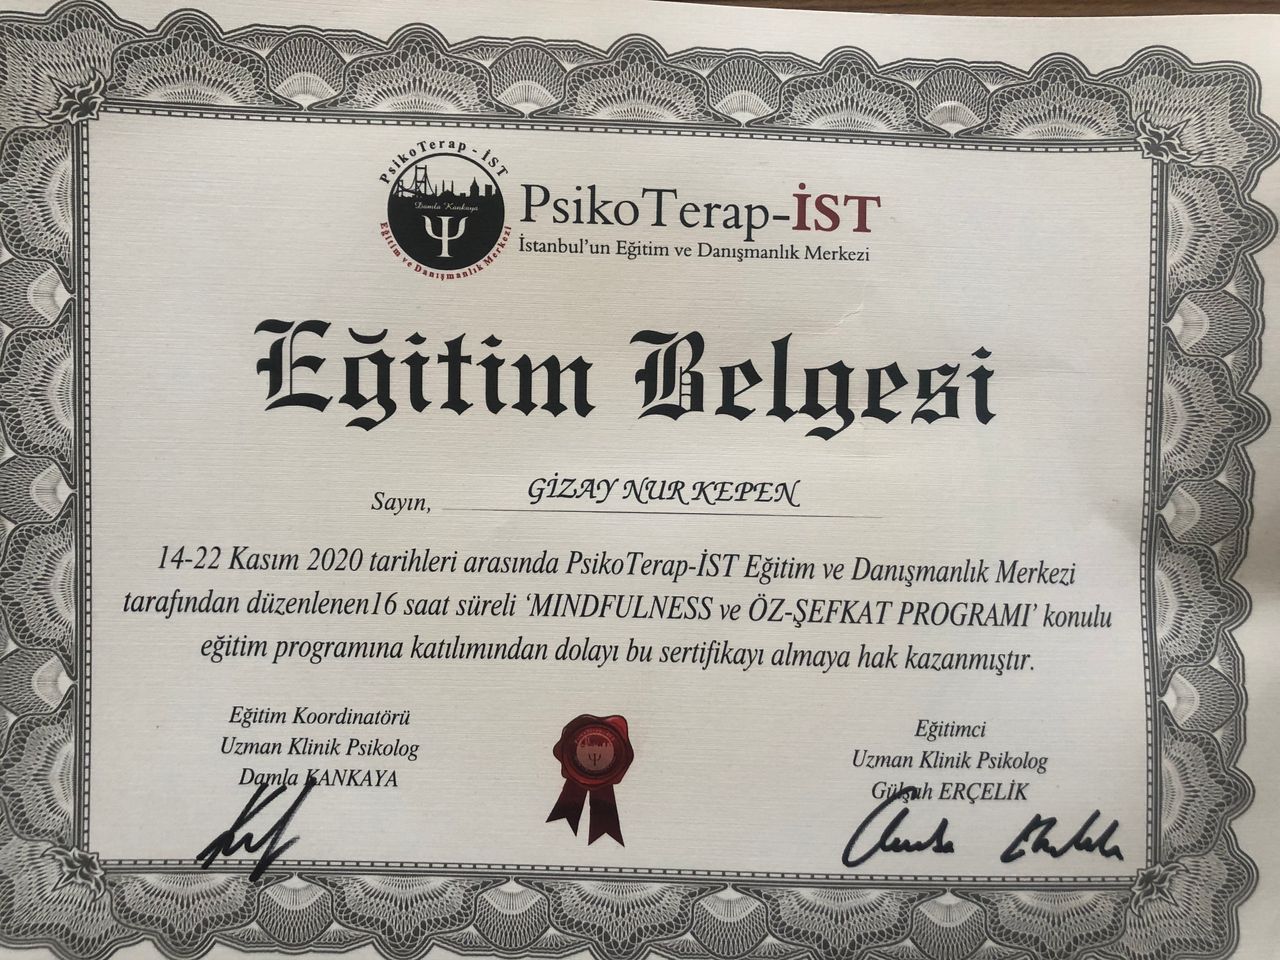 PsikoTerap - İST
Damla Kankaya
Eğitim ve Danışmanlık Merkezi
PsikoTerap-İST
İstanbul'un Eğitim ve Danışmanlık Merkezi
Eğitim Belgesi
Sayın, GİZAY NUR KEPEN
14-22 Kasım 2020 tarihleri arasında PsikoTerap-İST Eğitim ve Danışmanlık Merkezi
tarafından düzenlenen16 saat süreli ‘MINDFULNESS ve ÖZ-ŞEFKAT PROGRAMI’ konulu
eğitim programına katılımından dolayı bu sertifikayı almaya hak kazanmıştır.
Eğitim Koordinatörü
Uzman Klinik Psikolog
Damla KANKAYA
Eğitimci
Uzman Klinik Psikolog
Gülşah ERÇELİK